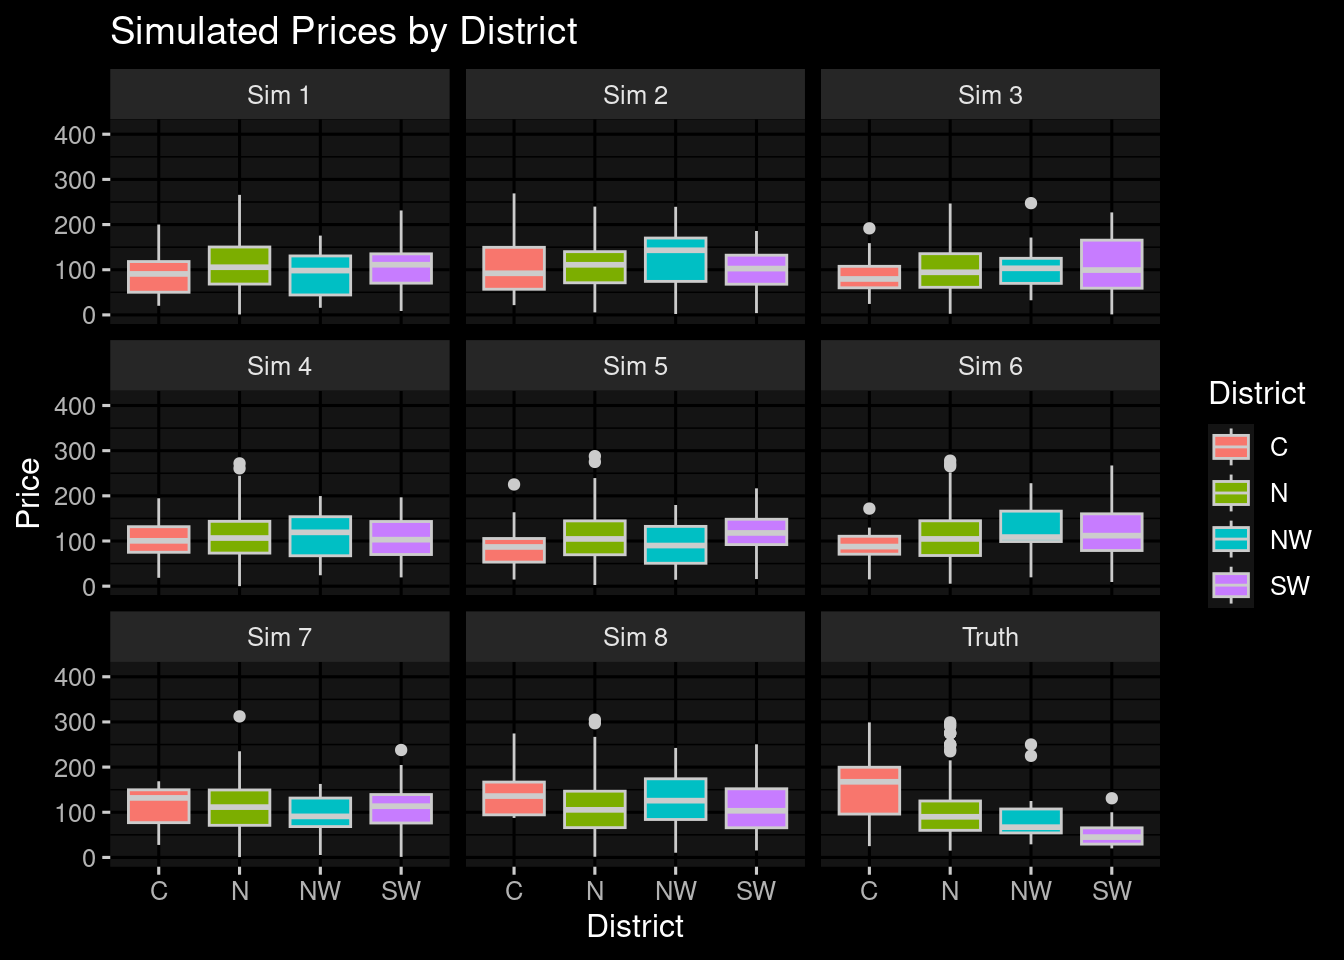 Simulated Prices by District
Sim 1 Sim 2 Sim 3
400
300
200
100
0
Sim 4 Sim 5 Sim 6
400
300
200
100
0
Sim 7 Sim 8 Truth
400
300
200
100
0
C N NW SW C N NW SW C N NW SW
District
Price
District
C
N
NW
SW